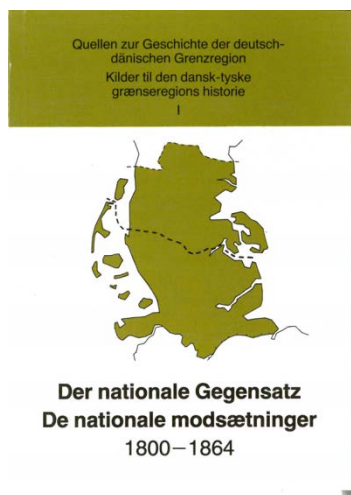 Quellen zur Geschichte der deutsch-
dänischen Grenzregion
Kilder til den dansk-tyske
grænseregions historie
I
Der nationale Gegensatz
De nationale modsætninger
1800–1864